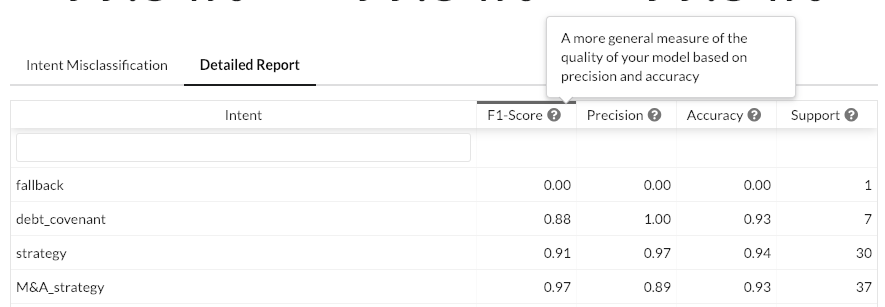 A more general measure of the
quality of your model based on
precision and accuracy
Intent Misclassification Detailed Report
Intent F1-Score ? Precision ? Accuracy ? Support ?
fallback 0.00 0.00 0.00 1
debt_covenant 0.88 1.00 0.93 7
strategy 0.91 0.97 0.94 30
M&A_strategy 0.97 0.89 0.93 37